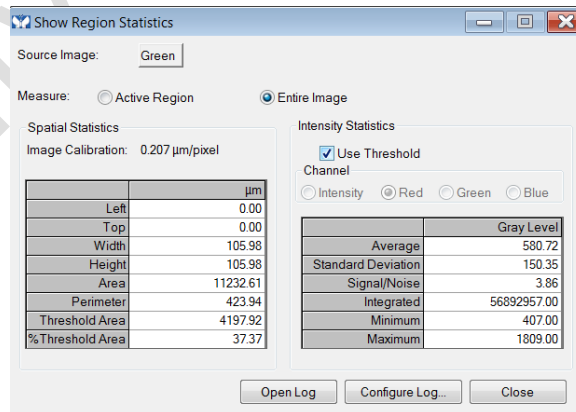 Show Region Statistics
Source Image: Green
Measure: Active Region Entire Image
Spatial Statistics
Image Calibration: 0.207 µm/pixel
µm
Left 0.00
Top 0.00
Width 105.98
Height 105.98
Area 11232.61
Perimeter 423.94
Threshold Area 4197.92
%Threshold Area 37.37
Intensity Statistics
Use Threshold
Channel
Intensity Red Green Blue
Gray Level
Average 580.72
Standard Deviation 150.35
Signal/Noise 3.86
Integrated 56892957.00
Minimum 407.00
Maximum 1809.00
Open Log Configure Log... Close